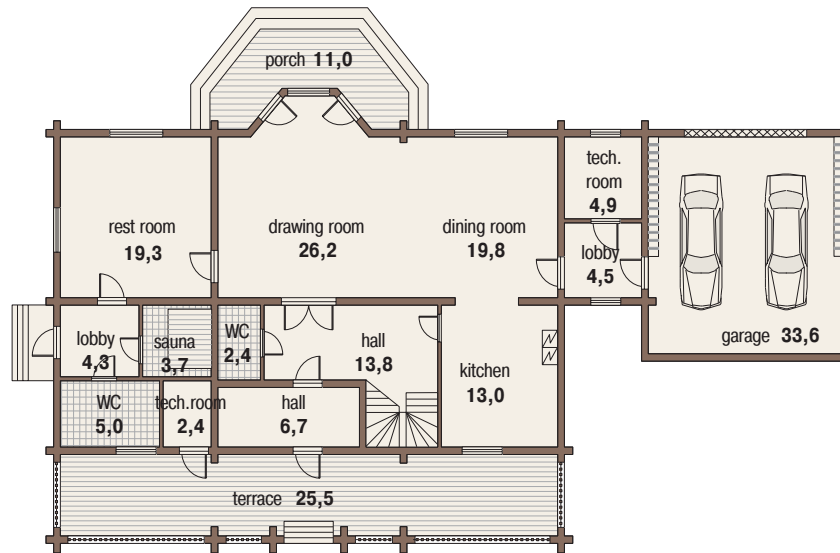 porch 11,0
tech.
room
4,9
rest room
19,3
drawing room
26,2
dining room
19,8
lobby
4,5
garage 33,6
lobby
4,3
sauna
3,7
WC
2,4
hall
13,8
kitchen
13,0
WC
5,0
tech.room
2,4
hall
6,7
terrace 25,5